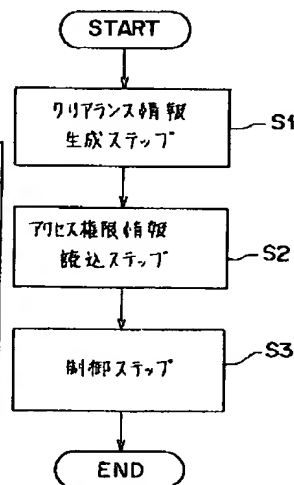 START
クリアランス情報
生成ステップ
S1
アクセス権限情報
読込ステップ
S2
制御ステップ
S3
END